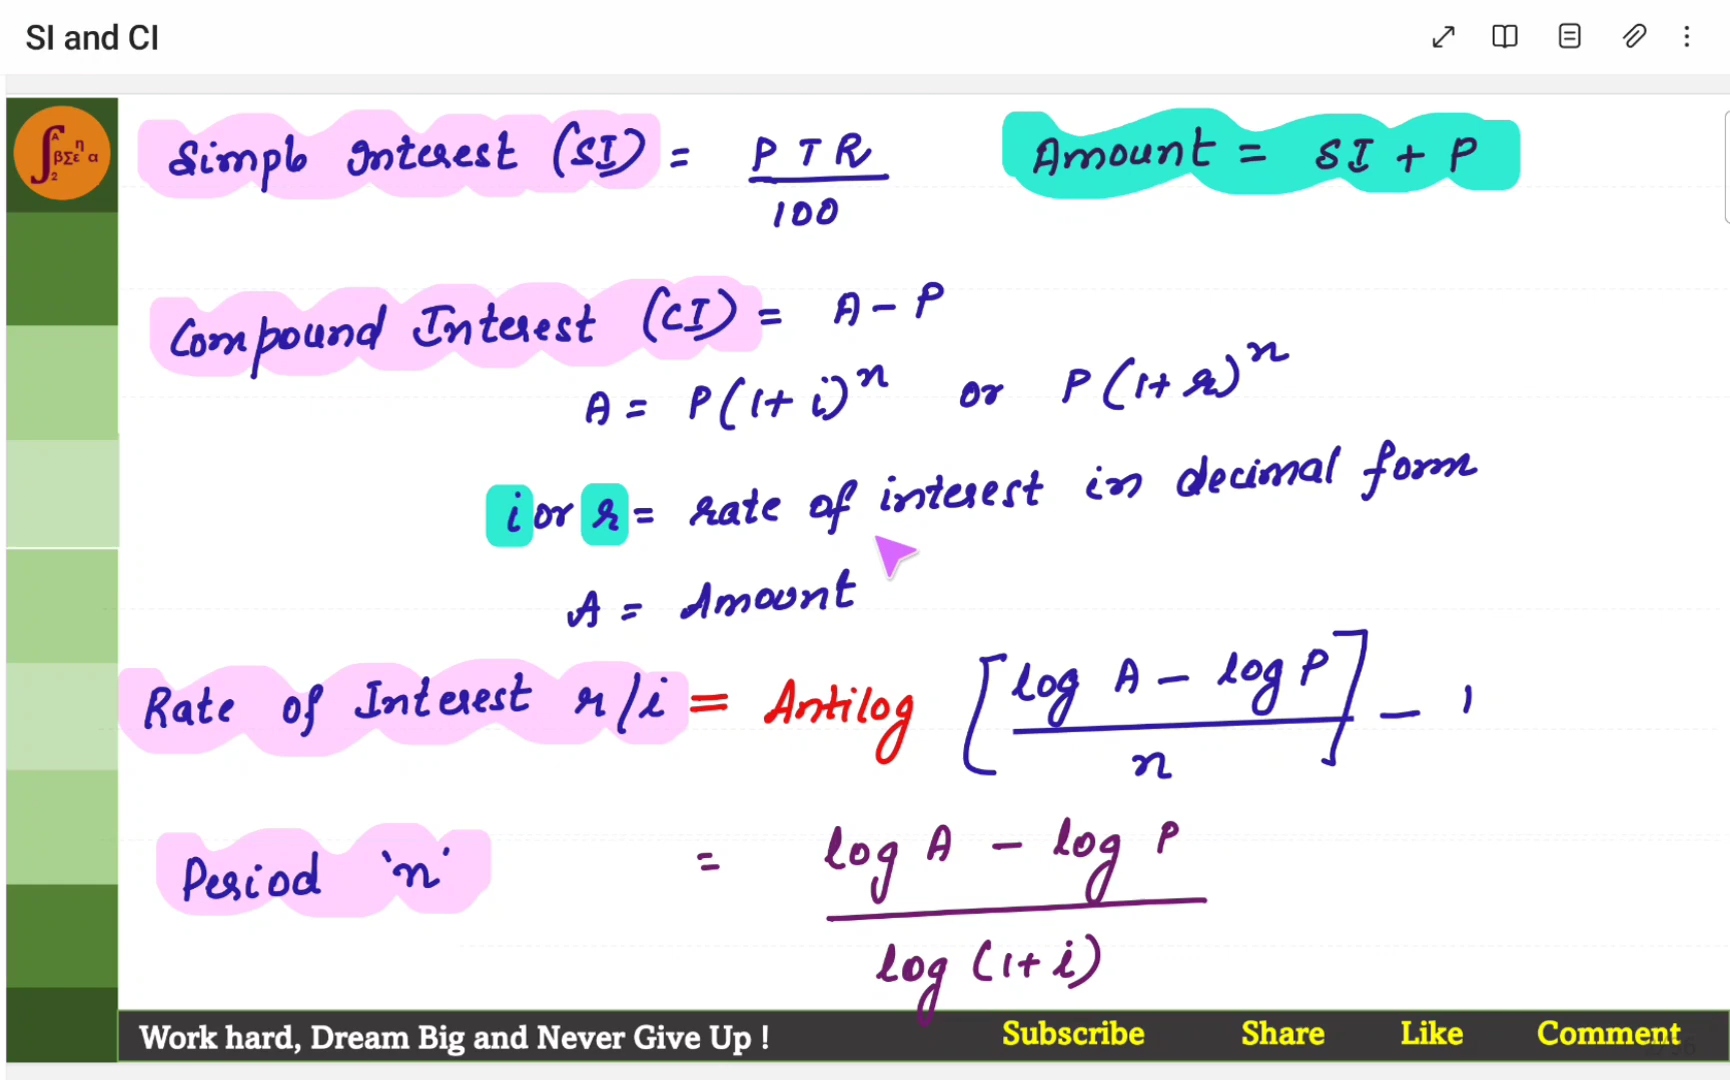 SI and CI
Simple Interest (SI) = PTR / 100
Amount = SI + P
Compound Interest (CI) = A - P
A = P(1 + i)^n or P(1 + r)^n
i or r = rate of interest in decimal form
A = Amount
Rate of Interest r/i = Antilog [log A - log P / n] - 1
Period 'n' = log A - log P / log (1 + i)
Work hard, Dream Big and Never Give Up !
Subscribe Share Like Comment